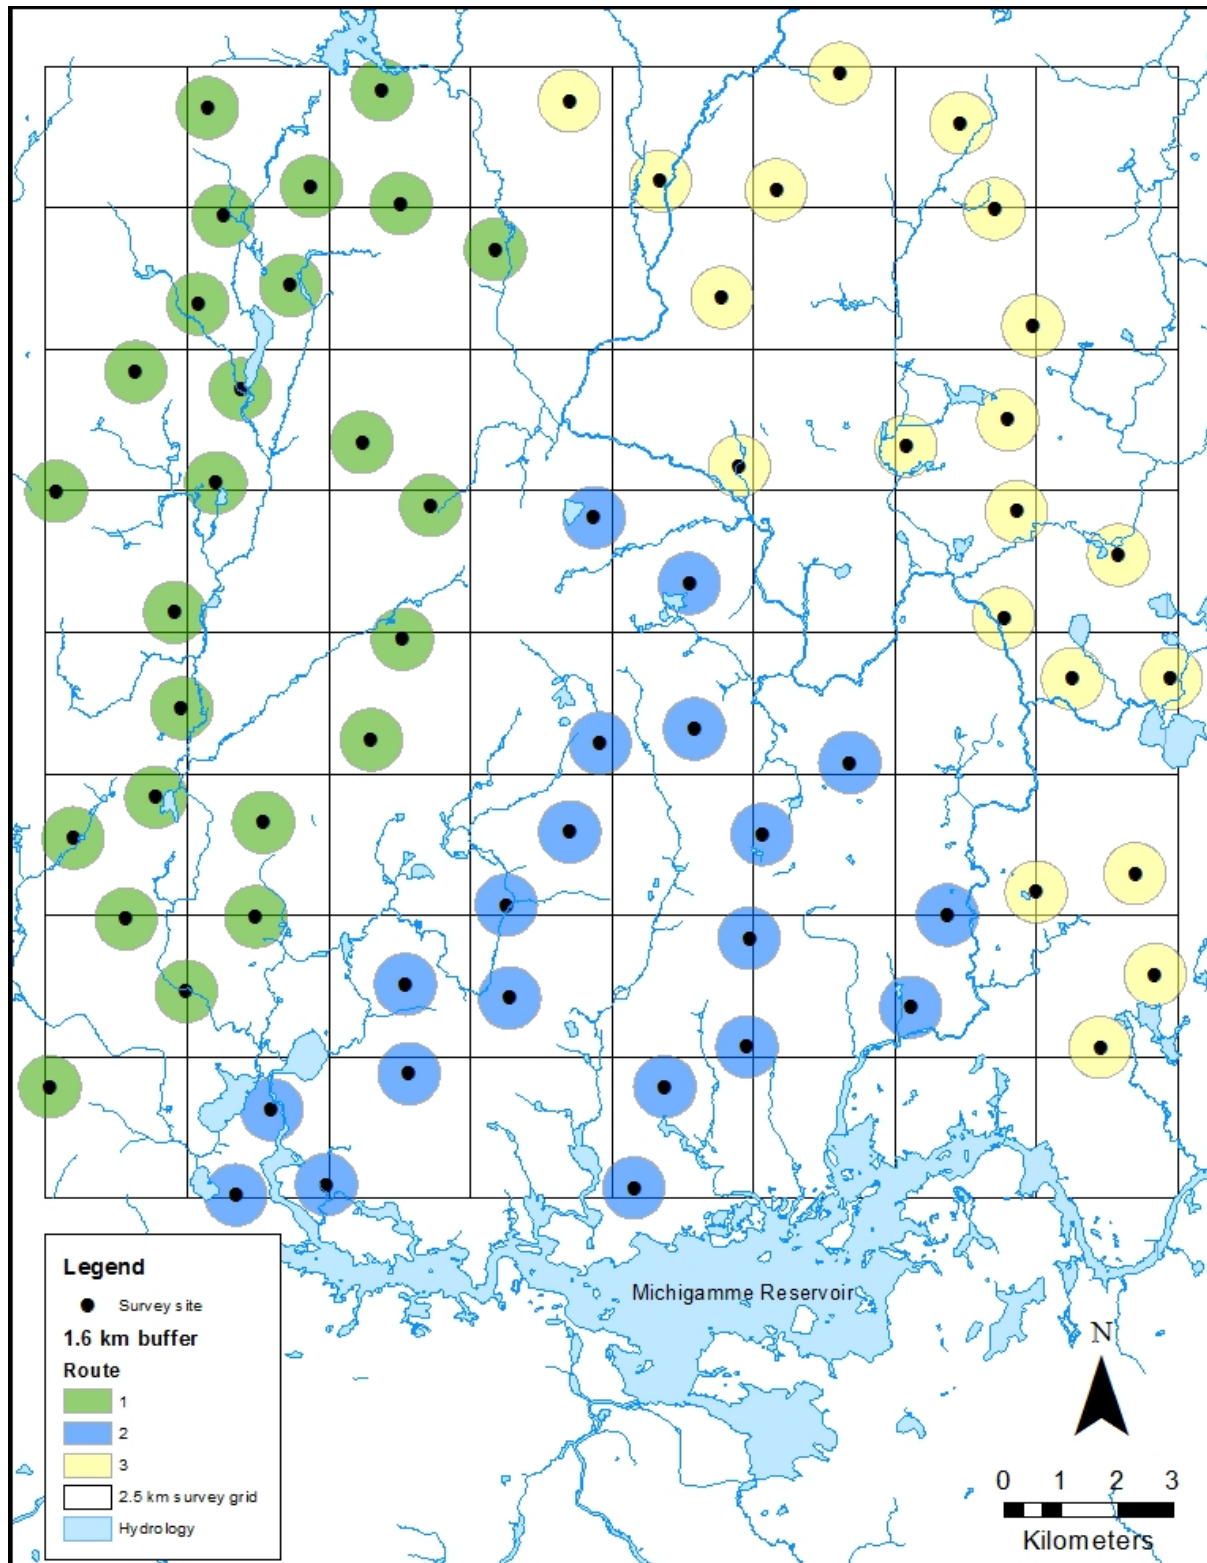 Michigamme Reservoir
Legend
Survey site
1.6 km buffer
Route
1
2
3
2.5 km survey grid
Hydrology
N
0 1 2 3
Kilometers